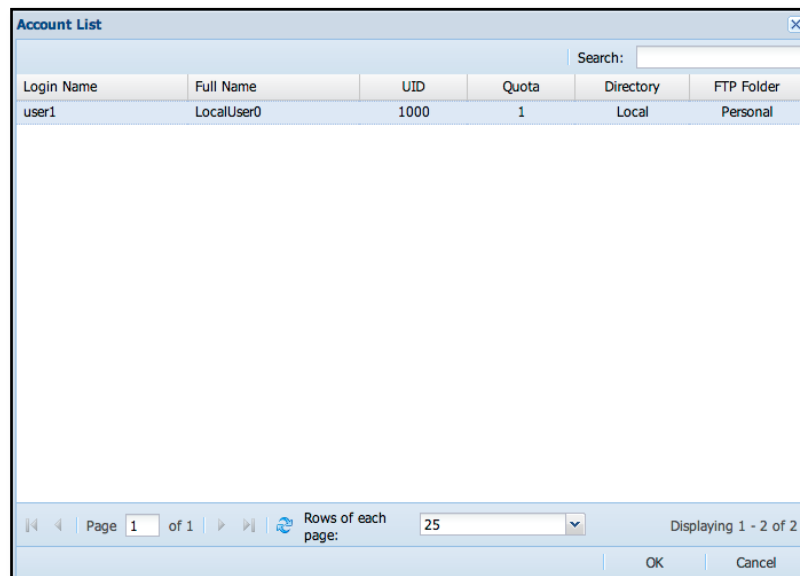 Account List
Search:
Login Name Full Name UID Quota Directory FTP Folder
user1 LocalUser0 1000 1 Local Personal
Page 1 of 1 Rows of each page: 25 Displaying 1 - 2 of 2
OK Cancel